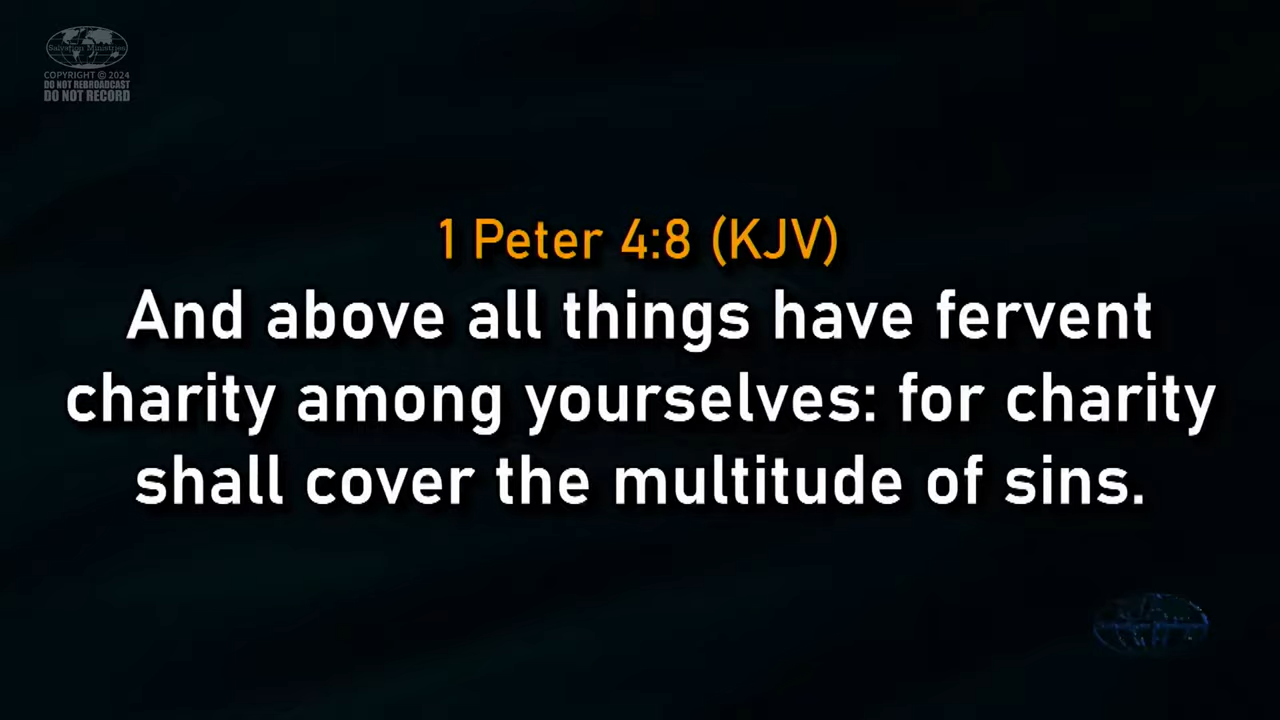 Salvation Ministries
COPYRIGHT © 2024
DO NOT REBROADCAST
DO NOT RECORD
1 Peter 4:8 (KJV)
And above all things have fervent
charity among yourselves: for charity
shall cover the multitude of sins.